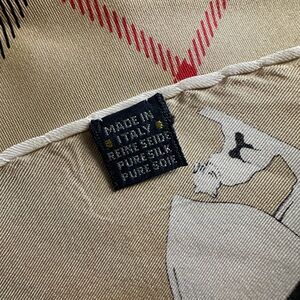 MADE IN
ITALY
REINE SEIDE
PURE SILK
PURE SOIE